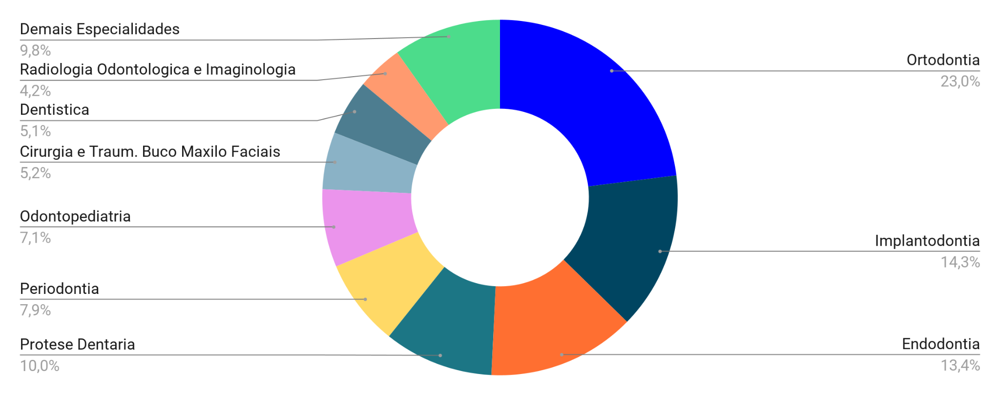 Demais Especialidades
9,8%
Radiologia Odontologica e Imaginologia
4,2%
Dentistica
5,1%
Cirurgia e Traum. Buco Maxilo Faciais
5,2%
Odontopediatria
7,1%
Periodontia
7,9%
Protese Dentaria
10,0%
Ortodontia
23,0%
Implantodontia
14,3%
Endodontia
13,4%